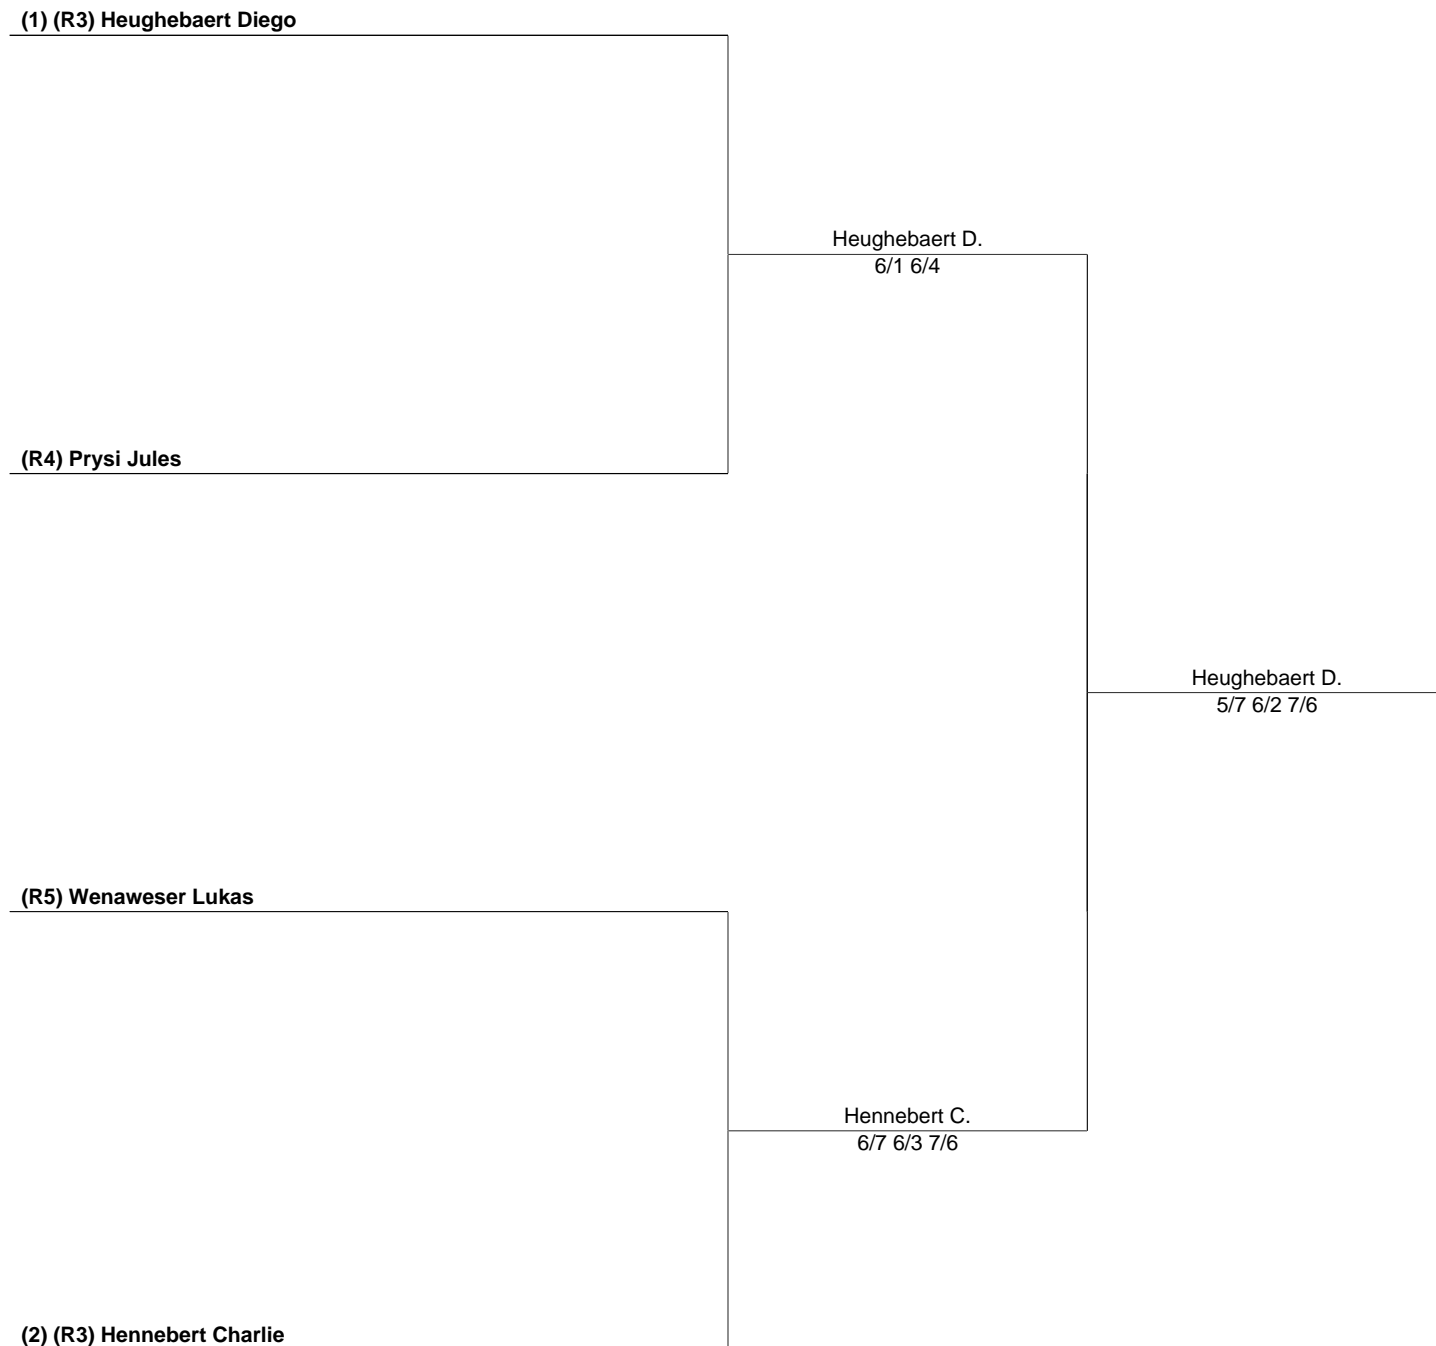 (1) (R3) Heughebaert Diego
Heughebaert D.
6/1 6/4
(R4) Prysi Jules
Heughebaert D.
5/7 6/2 7/6
(R5) Wenaweser Lukas
Hennebert C.
6/7 6/3 7/6
(2) (R3) Hennebert Charlie